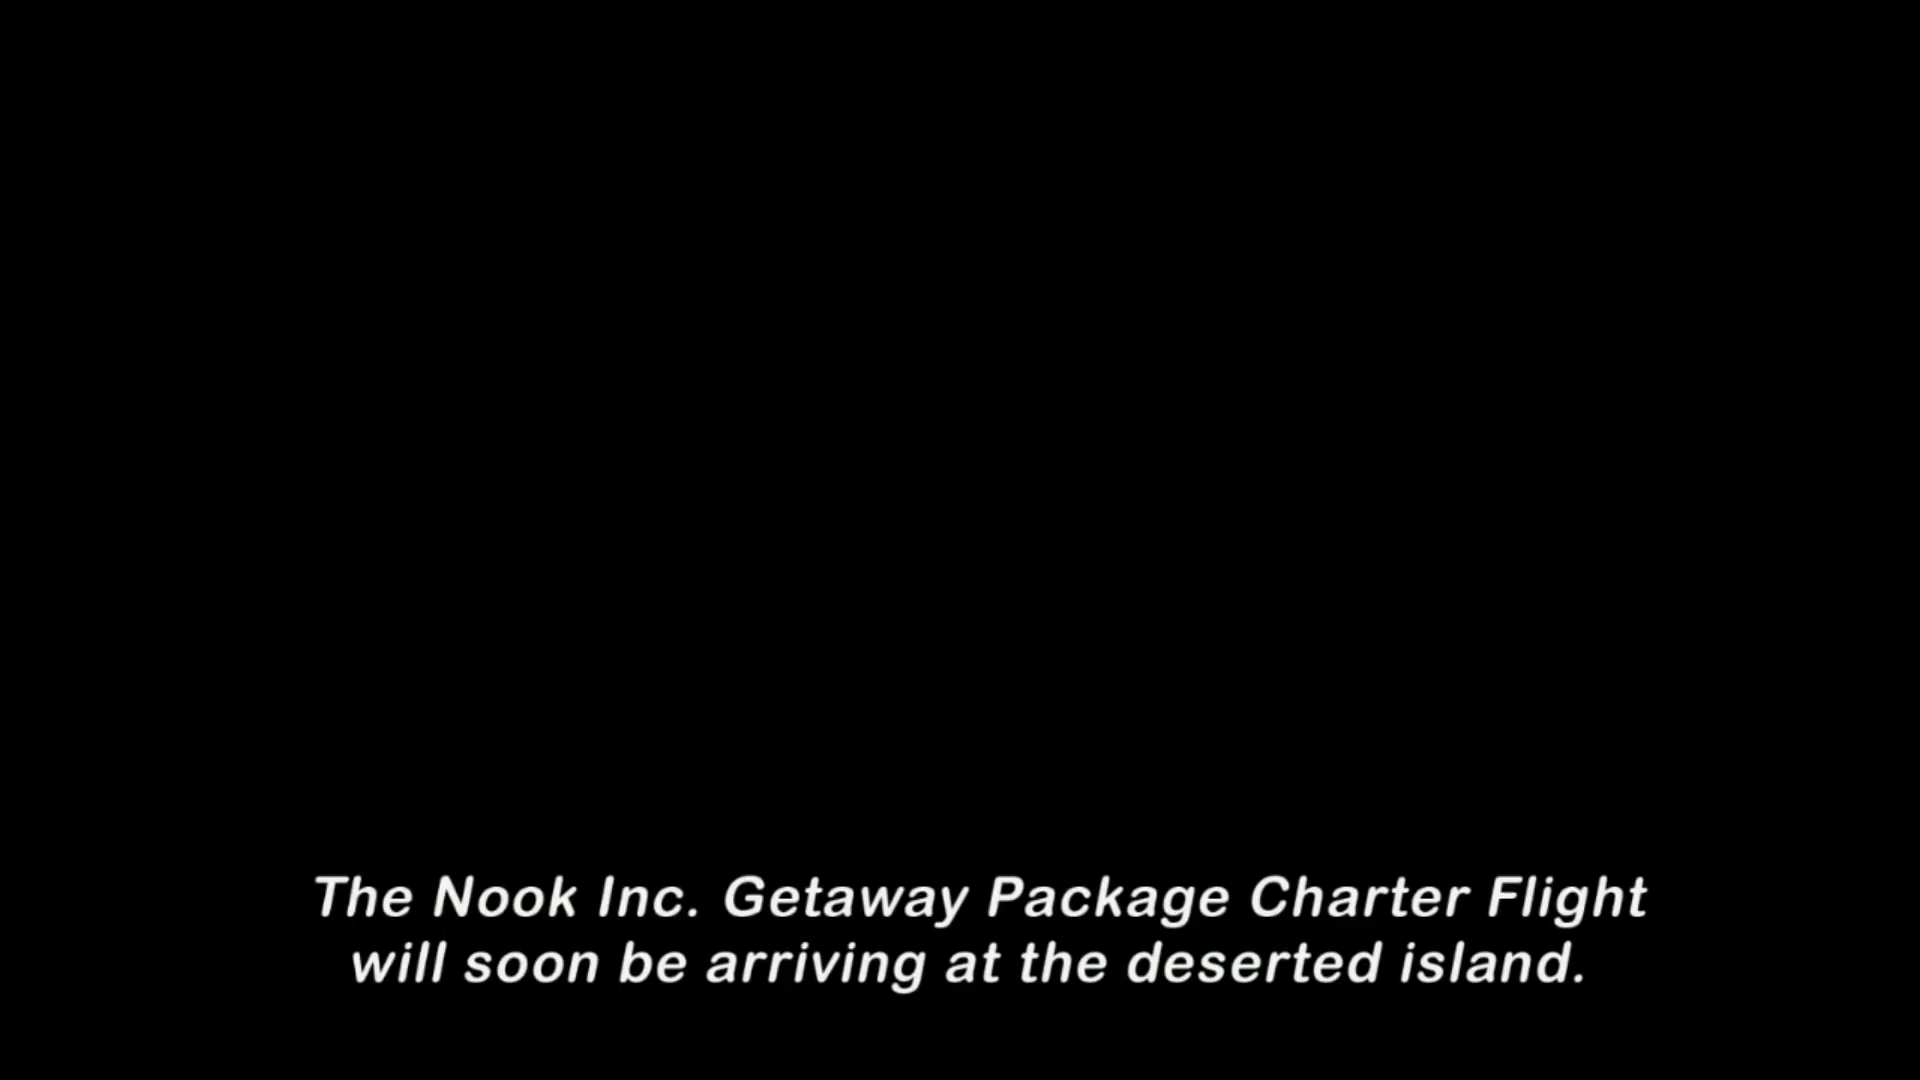 The Nook Inc. Getaway Package Charter Flight
will soon be arriving at the deserted island.